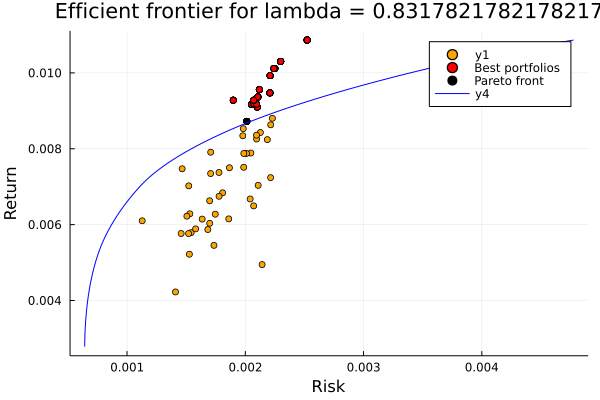 Efficient frontier for lambda = 0.8317821782178217
y1
Best portfolios
Pareto front
y4
Return
0.010
0.008
0.006
0.004
0.001
0.002
0.003
0.004
Risk